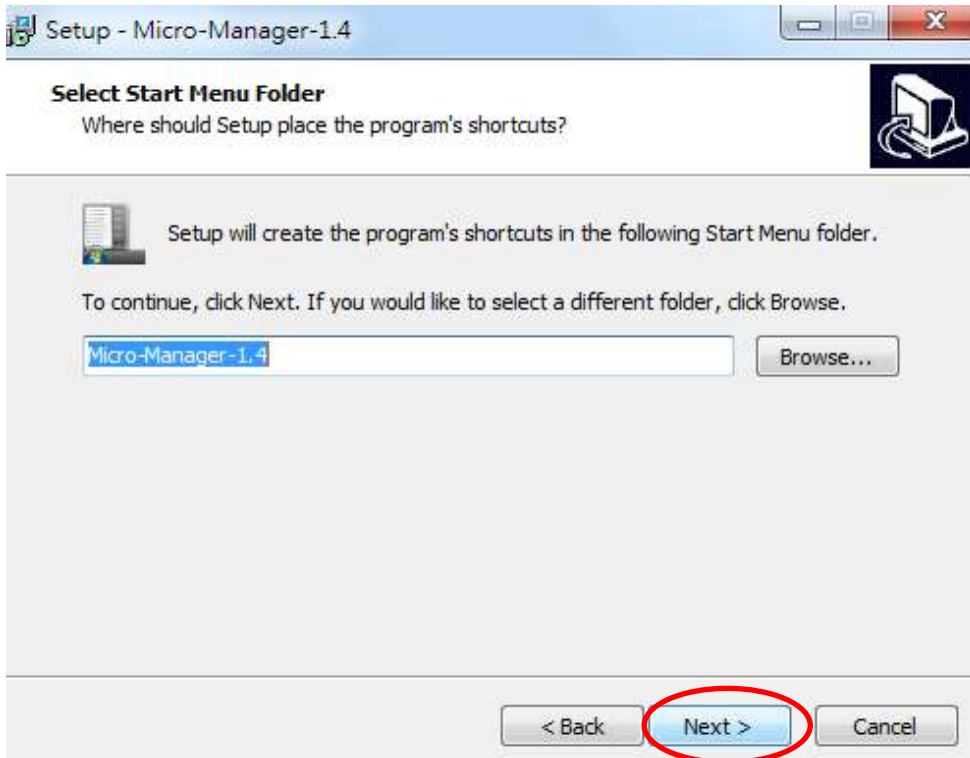 Setup - Micro-Manager-1.4
Select Start Menu Folder
Where should Setup place the program's shortcuts?
Setup will create the program's shortcuts in the following Start Menu folder.
To continue, click Next. If you would like to select a different folder, click Browse.
Micro-Manager-1.4
Browse...
< Back
Next >
Cancel